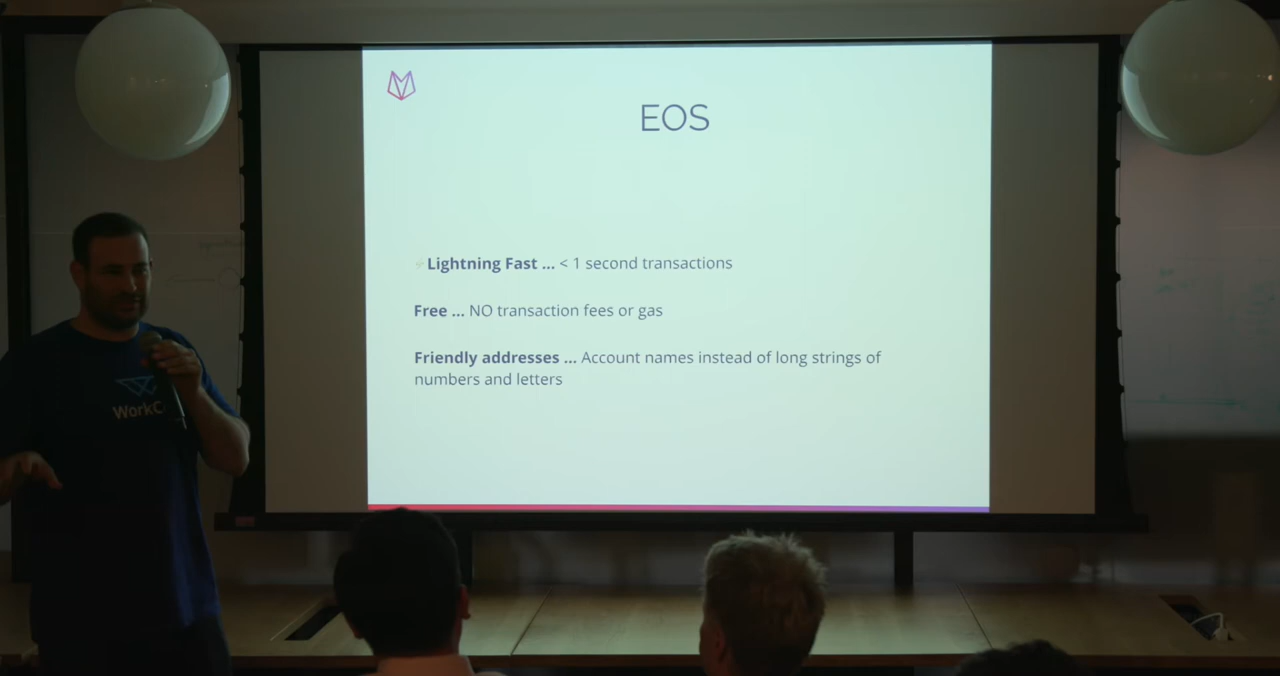 EOS
Lightning Fast ... < 1 second transactions
Free ... NO transaction fees or gas
Friendly addresses ... Account names instead of long strings of
numbers and letters
WorkC